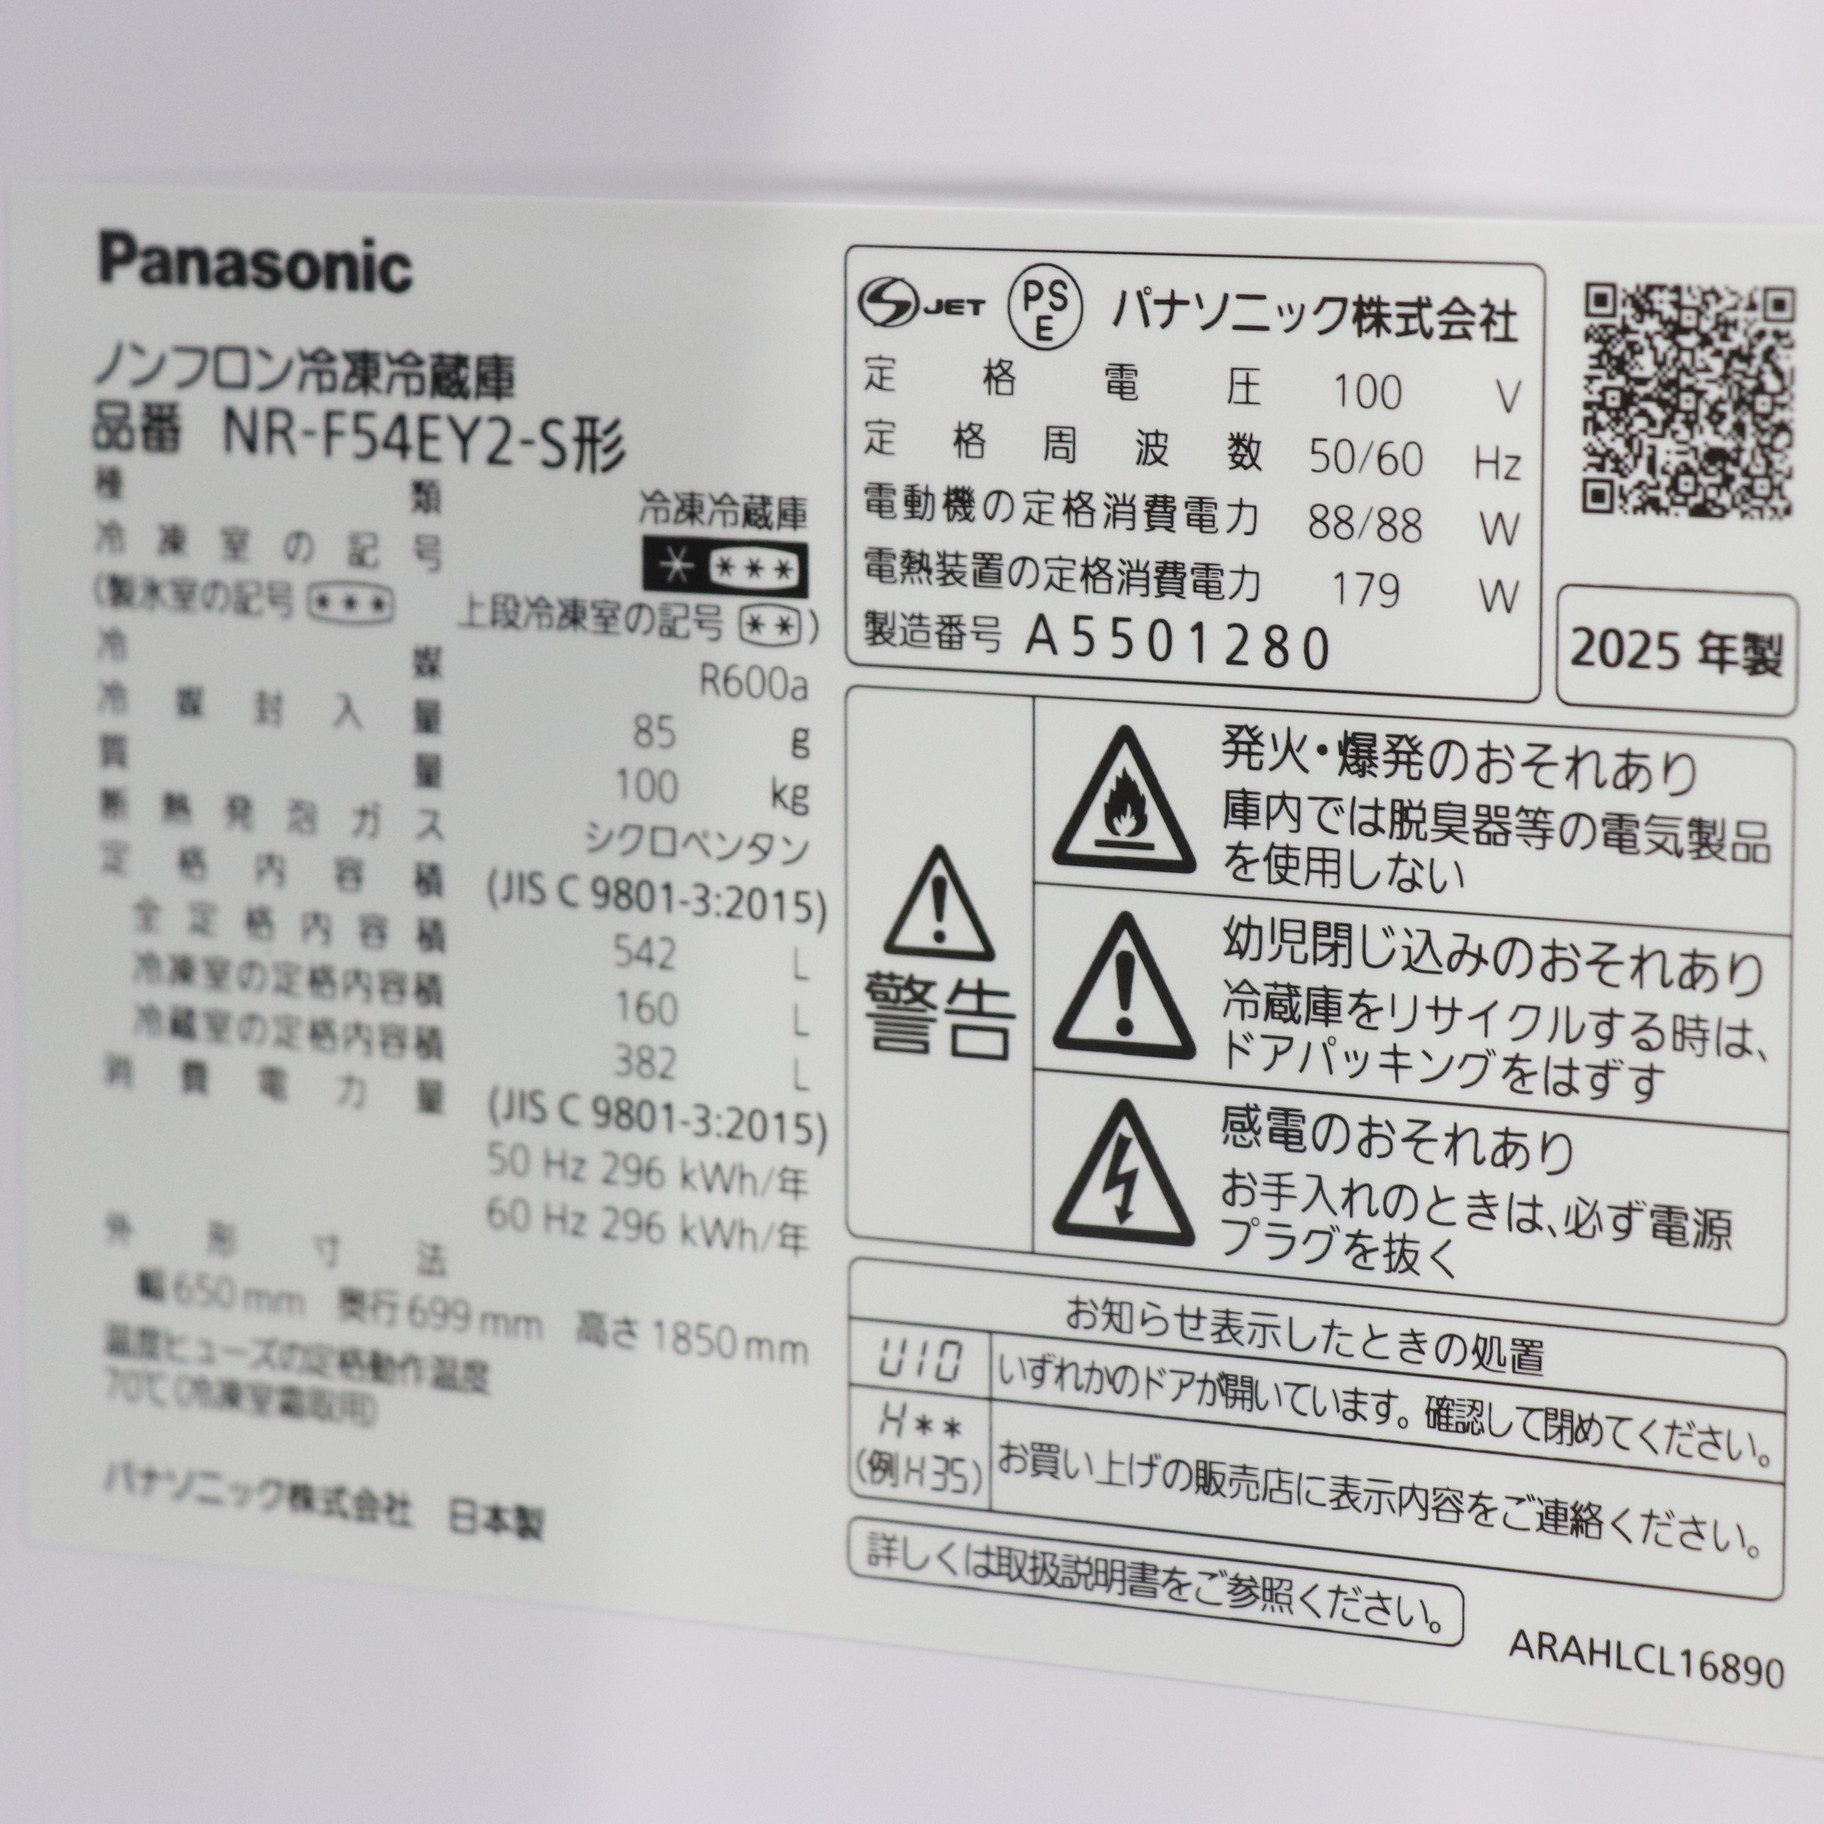 Panasonic
ノンフロン冷凍冷蔵庫
品番 NR-F54EY2-S形
種類 冷凍冷蔵庫
冷凍室の記号 * ***
(製氷室の記号 *** 上段冷凍室の記号 **)
冷媒 R600a
冷媒封入量 85 g
質量 100 kg
断熱発泡ガス シクロペンタン
定格内容積 (JIS C 9801-3:2015)
全定格内容積 542 L
冷凍室の定格内容積 160 L
冷蔵室の定格内容積 382 L
消費電力量 (JIS C 9801-3:2015)
50 Hz 296 kWh/年
60 Hz 296 kWh/年
外形寸法
幅 650 mm 奥行 699 mm 高さ 1850 mm
温度ヒューズの定格動作温度
70℃(冷凍室霜取用)
パナソニック株式会社 日本製
JET PSE パナソニック株式会社
定格電圧 100 V
定格周波数 50/60 Hz
電動機の定格消費電力 88/88 W
電熱装置の定格消費電力 179 W
製造番号 A5501280
2025 年製
警告
発火・爆発のおそれあり
庫内では脱臭器等の電気製品
を使用しない
幼児閉じ込みのおそれあり
冷蔵庫をリサイクルする時は、
ドアパッキングをはずす
感電のおそれあり
お手入れのときは、必ず電源
プラグを抜く
お知らせ表示したときの処置
U10 いずれかのドアが開いています。確認して閉めてください。
H**
(例 H35) お買い上げの販売店に表示内容をご連絡ください。
詳しくは取扱説明書をご参照ください。
ARAHLCL16890